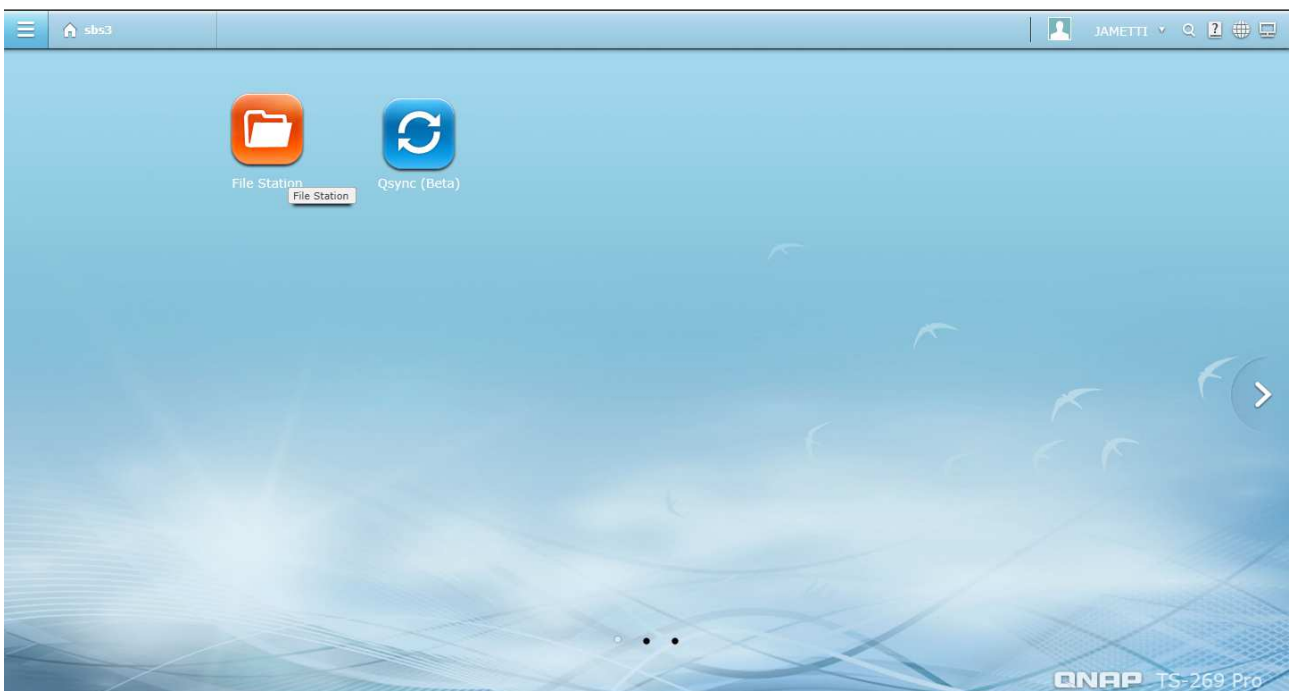 sbs3
JAMETTI
?
File Station
Qsync (Beta)
File Station
QNAP TS-269 Pro